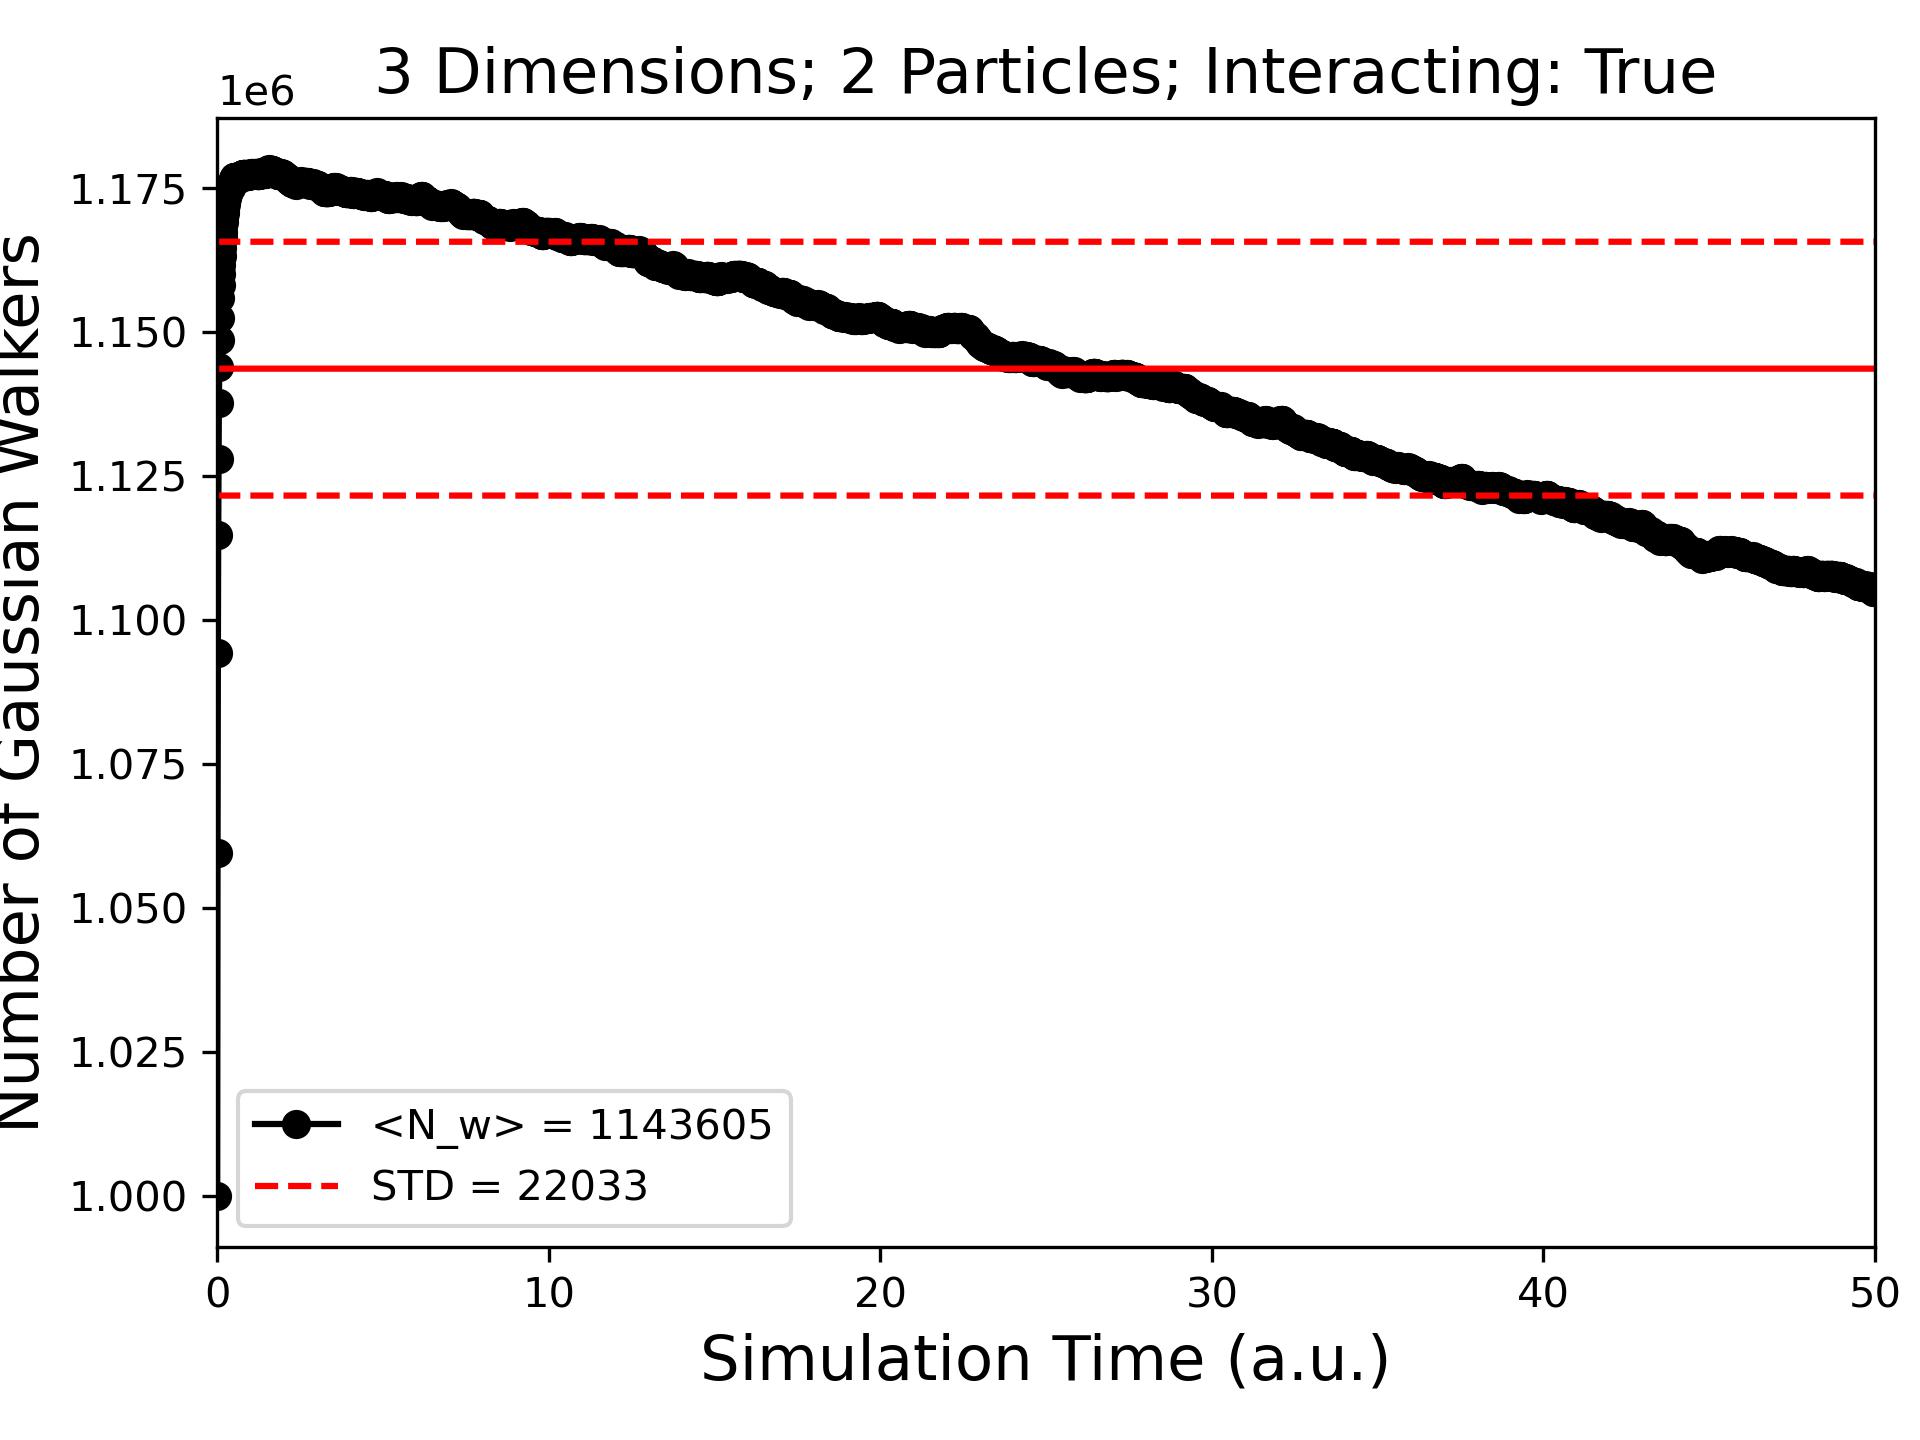 3 Dimensions; 2 Particles; Interacting: True
1e6
Number of Gaussian Walkers
1.175
1.150
1.125
1.100
1.075
1.050
1.025
1.000
<N_w> = 1143605
STD = 22033
0 10 20 30 40 50
Simulation Time (a.u.)